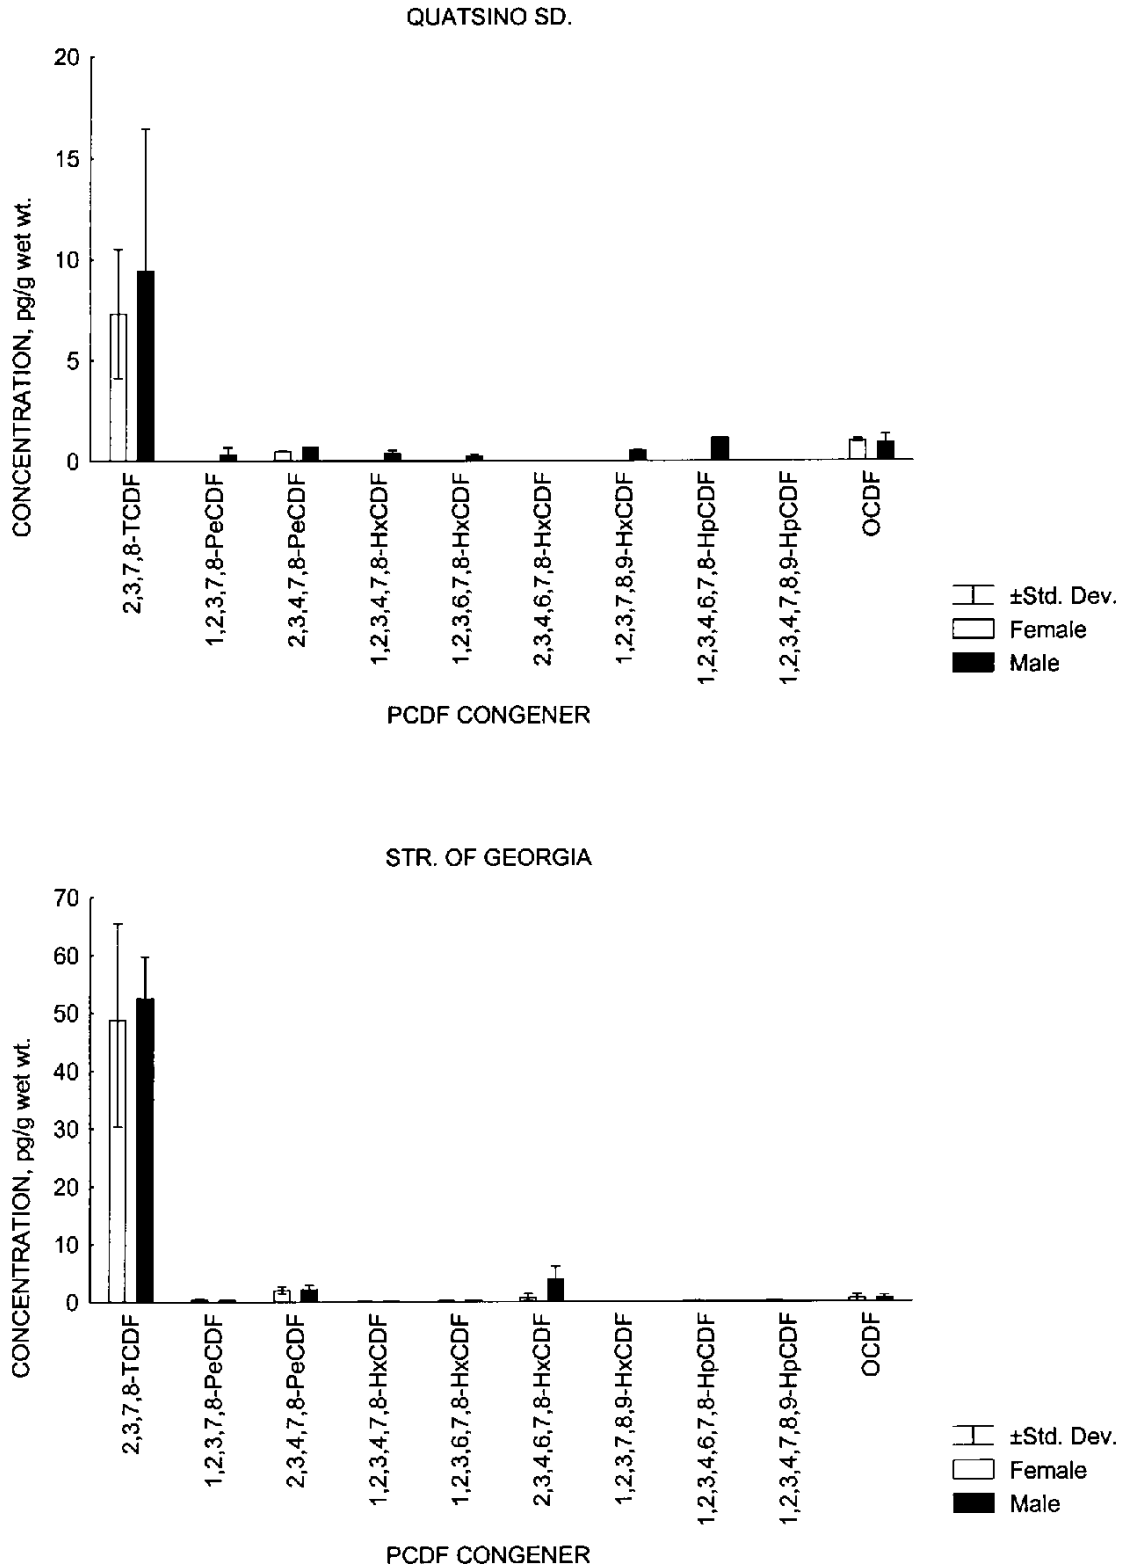 QUATSINO SD.
20
15
10
5
0
CONCENTRATION, pg/g wet wt.
2,3,7,8-TCDF
1,2,3,7,8-PeCDF
2,3,4,7,8-PeCDF
1,2,3,4,7,8-HxCDF
1,2,3,6,7,8-HxCDF
2,3,4,6,7,8-HxCDF
1,2,3,7,8,9-HxCDF
1,2,3,4,6,7,8-HpCDF
1,2,3,4,7,8,9-HpCDF
OCDF
±Std. Dev.
Female
Male
PCDF CONGENER
STR. OF GEORGIA
70
60
50
40
30
20
10
0
CONCENTRATION, pg/g wet wt.
2,3,7,8-TCDF
1,2,3,7,8-PeCDF
2,3,4,7,8-PeCDF
1,2,3,4,7,8-HxCDF
1,2,3,6,7,8-HxCDF
2,3,4,6,7,8-HxCDF
1,2,3,7,8,9-HxCDF
1,2,3,4,6,7,8-HpCDF
1,2,3,4,7,8,9-HpCDF
OCDF
±Std. Dev.
Female
Male
PCDF CONGENER